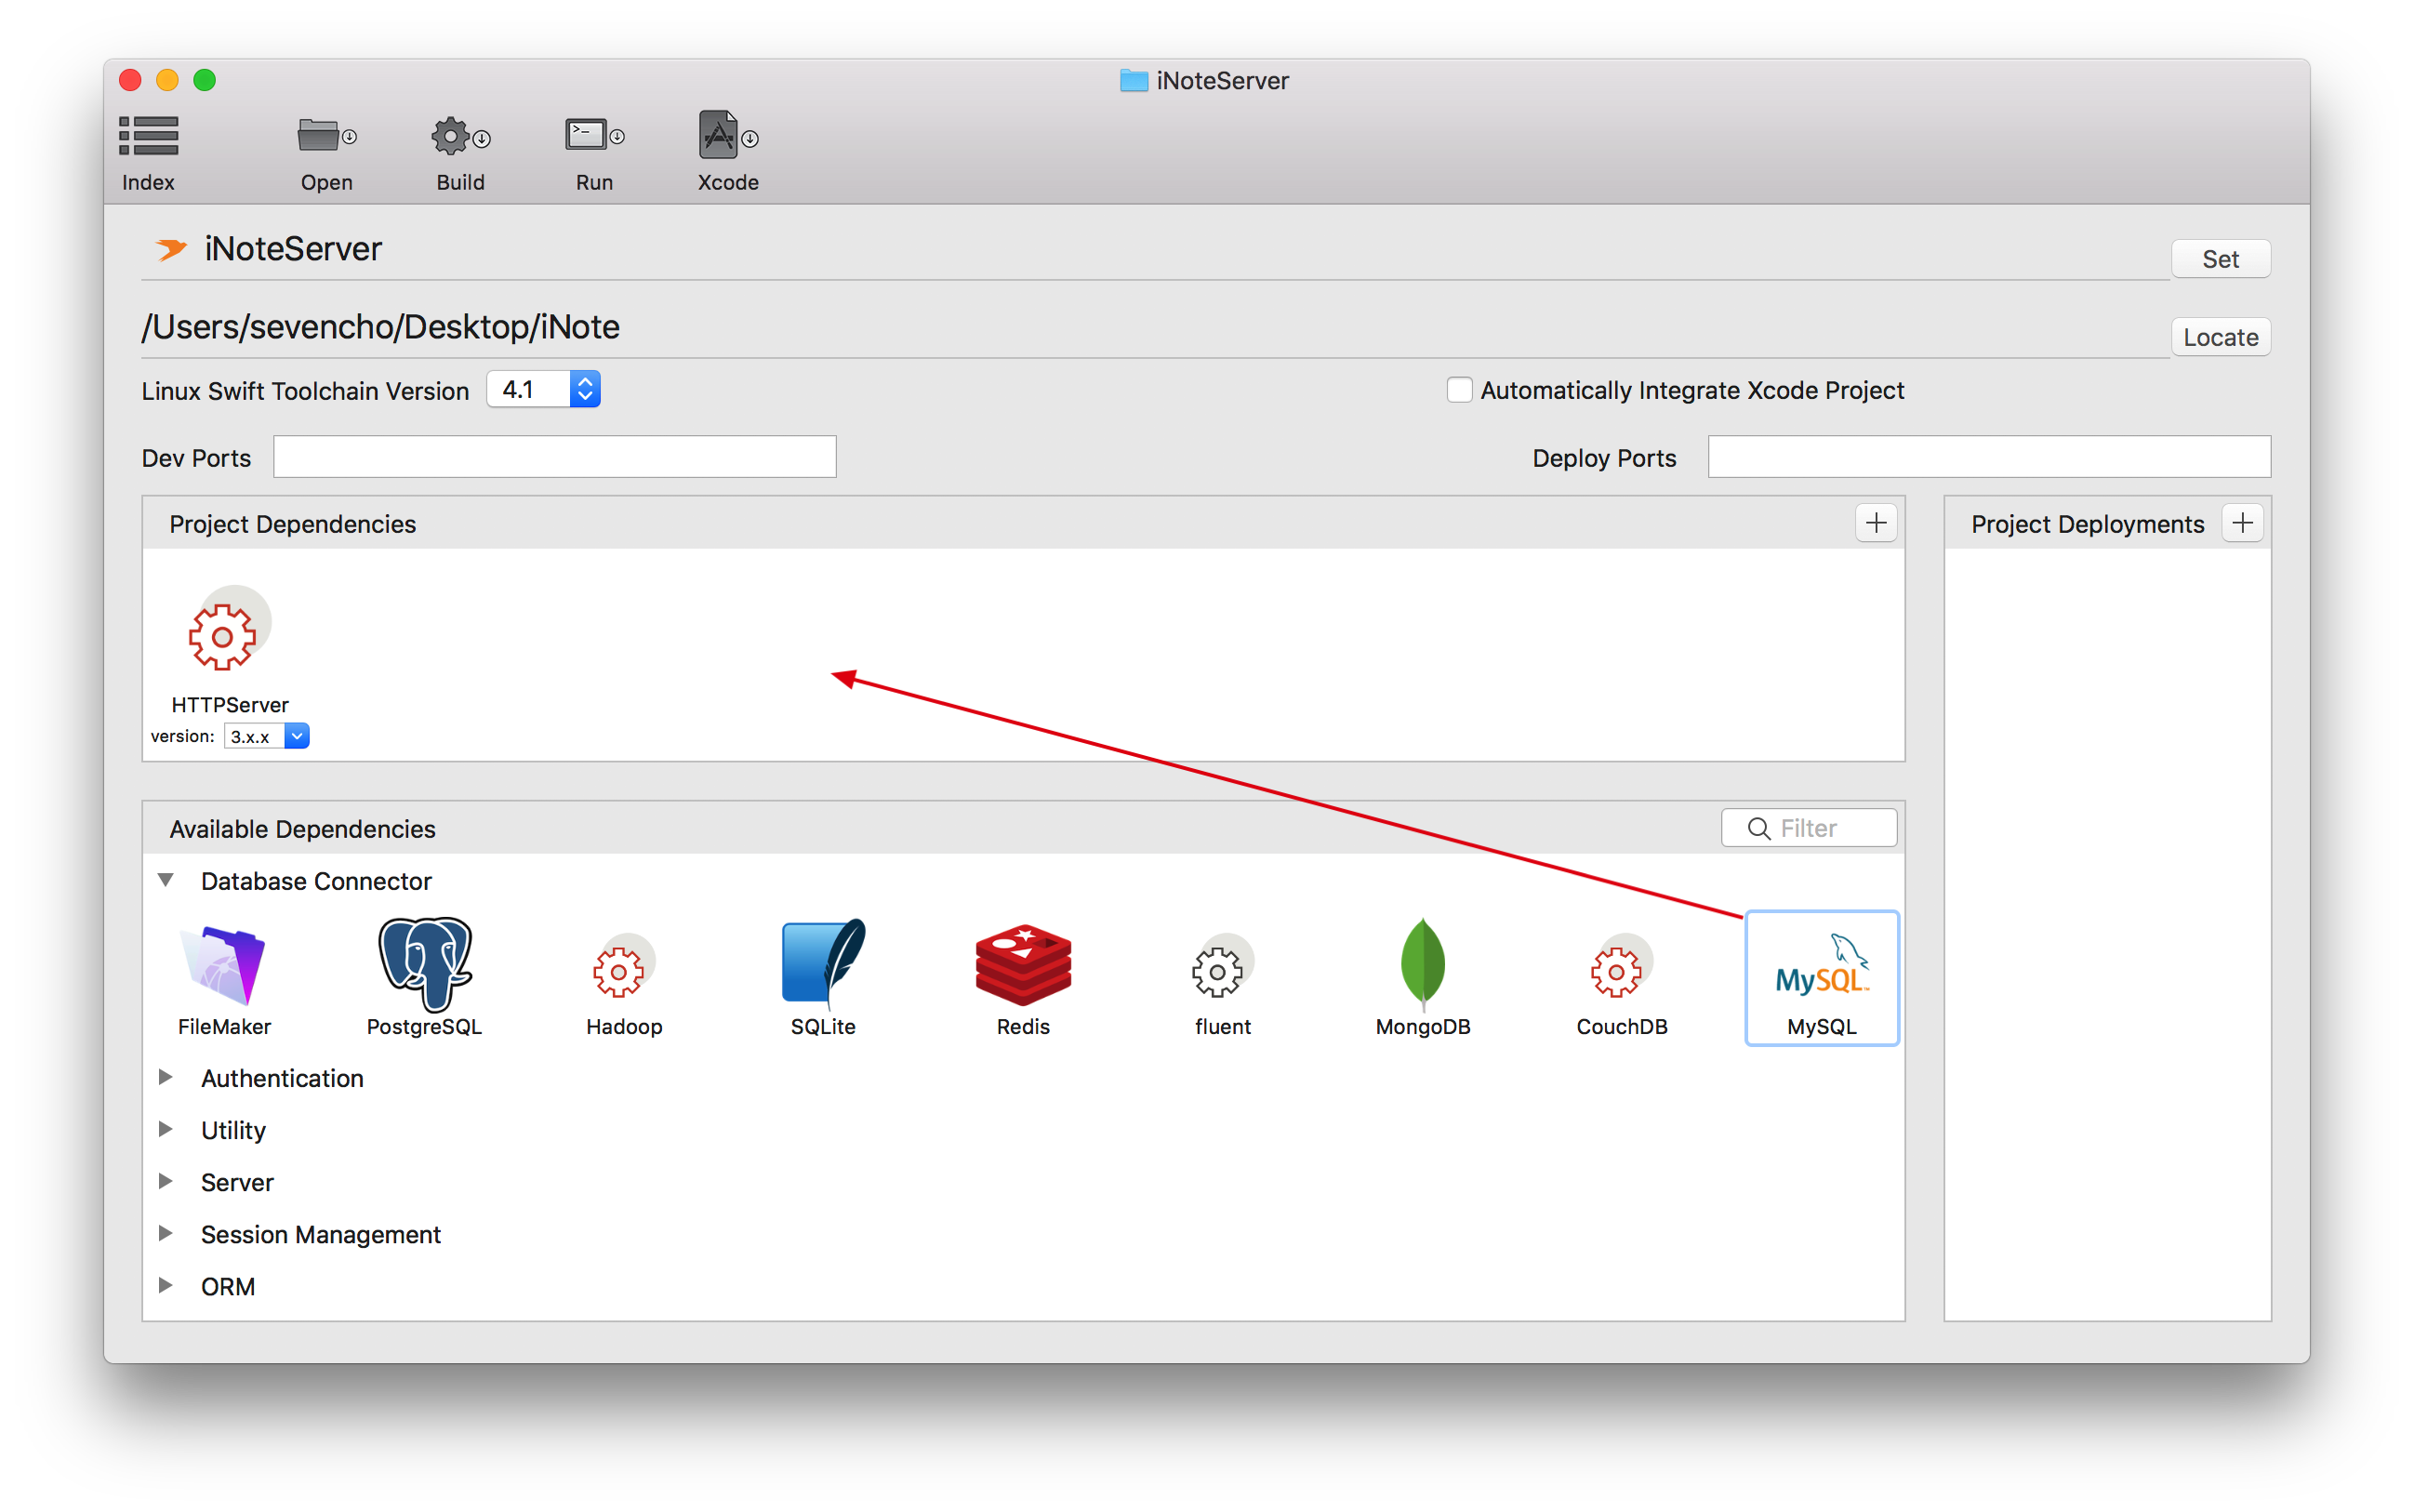 iNoteServer
Index
Open
Build
Run
Xcode
iNoteServer
Set
/Users/sevencho/Desktop/iNote
Locate
Linux Swift Toolchain Version 4.1
Automatically Integrate Xcode Project
Dev Ports
Deploy Ports
Project Dependencies
Project Deployments
HTTPServer
version: 3.x.x
Available Dependencies
Filter
Database Connector
MySQL™
FileMaker
PostgreSQL
Hadoop
SQLite
Redis
fluent
MongoDB
CouchDB
MySQL
Authentication
Utility
Server
Session Management
ORM